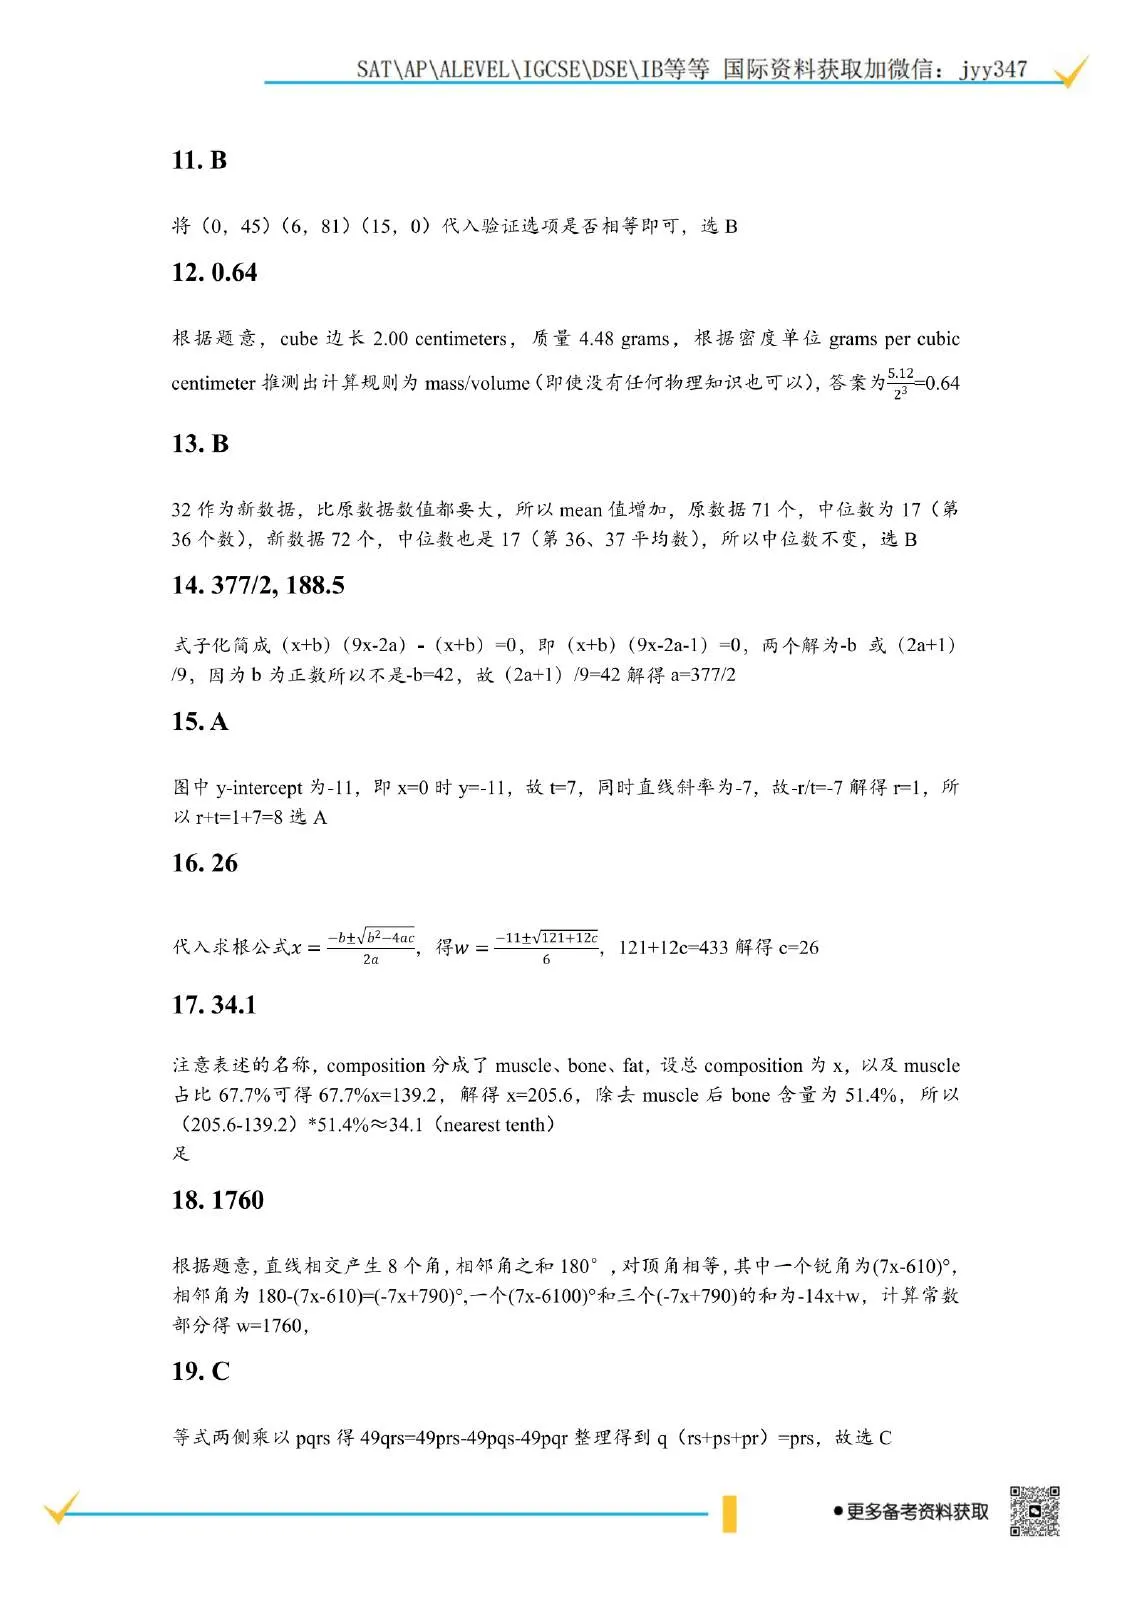 SAT\AP\ALEVEL\IGCSE\DSE\IB等等 国际资料获取加微信：jyy347
11. B
将（0，45）（6，81）（15，0）代入验证选项是否相等即可，选 B
12. 0.64
根据题意，cube 边长 2.00 centimeters，质量 4.48 grams，根据密度单位 grams per cubic
centimeter 推测出计算规则为 mass/volume（即使没有任何物理知识也可以），答案为5.12/2³=0.64
13. B
32 作为新数据，比原数据数值都要大，所以 mean 值增加，原数据 71 个，中位数为 17（第
36 个数），新数据 72 个，中位数也是 17（第 36、37 平均数），所以中位数不变，选 B
14. 377/2, 188.5
式子化简成（x+b）（9x-2a）-（x+b）=0，即（x+b）（9x-2a-1）=0，两个解为-b 或（2a+1）
/9，因为 b 为正数所以不是-b=42，故（2a+1）/9=42 解得 a=377/2
15. A
图中 y-intercept 为-11，即 x=0 时 y=-11，故 t=7，同时直线斜率为-7，故-r/t=-7 解得 r=1，所
以 r+t=1+7=8 选 A
16. 26
代入求根公式x = (−b±√(b²−4ac))/2a，得w = (−11±√(121+12c))/6，121+12c=433 解得 c=26
17. 34.1
注意表述的名称，composition 分成了 muscle、bone、fat，设总 composition 为 x，以及 muscle
占比 67.7%可得 67.7%x=139.2，解得 x=205.6，除去 muscle 后 bone 含量为 51.4%，所以
（205.6-139.2）*51.4%≈34.1（nearest tenth）
足
18. 1760
根据题意，直线相交产生 8 个角，相邻角之和 180°，对顶角相等，其中一个锐角为(7x-610)°，
相邻角为 180-(7x-610)=(-7x+790)°,一个(7x-6100)°和三个(-7x+790)的和为-14x+w，计算常数
部分得 w=1760，
19. C
等式两侧乘以 pqrs 得 49qrs=49prs-49pqs-49pqr 整理得到 q（rs+ps+pr）=prs，故选 C
●更多备考资料获取